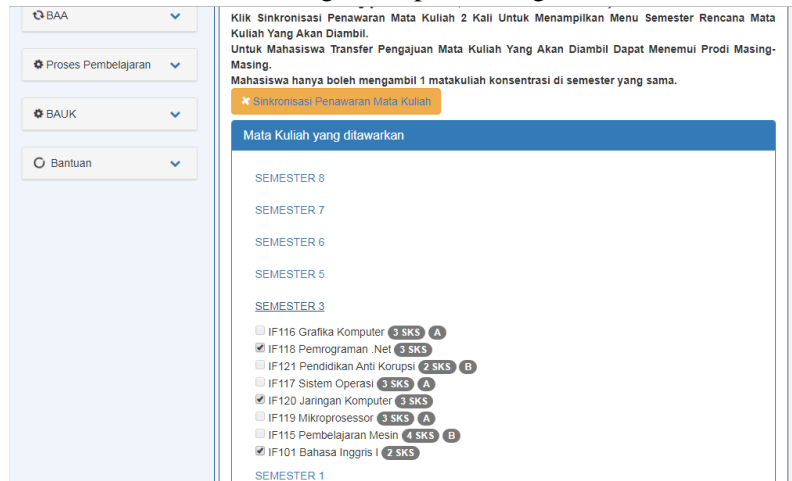 BAA
Proses Pembelajaran
BAUK
Bantuan
Klik Sinkronisasi Penawaran Mata Kuliah 2 Kali Untuk Menampilkan Menu Semester Rencana Mata
Kuliah Yang Akan Diambil.
Untuk Mahasiswa Transfer Pengajuan Mata Kuliah Yang Akan Diambil Dapat Menemui Prodi Masing-
Masing.
Mahasiswa hanya boleh mengambil 1 matakuliah konsentrasi di semester yang sama.
Sinkronisasi Penawaran Mata Kuliah
Mata Kuliah yang ditawarkan
SEMESTER 8
SEMESTER 7
SEMESTER 6
SEMESTER 5
SEMESTER 3
IF116 Grafika Komputer 3 SKS A
IF118 Pemrograman .Net 3 SKS
IF121 Pendidikan Anti Korupsi 2 SKS B
IF117 Sistem Operasi 3 SKS A
IF120 Jaringan Komputer 3 SKS
IF119 Mikroprosessor 3 SKS A
IF115 Pembelajaran Mesin 4 SKS B
IF101 Bahasa Inggris I 2 SKS
SEMESTER 1